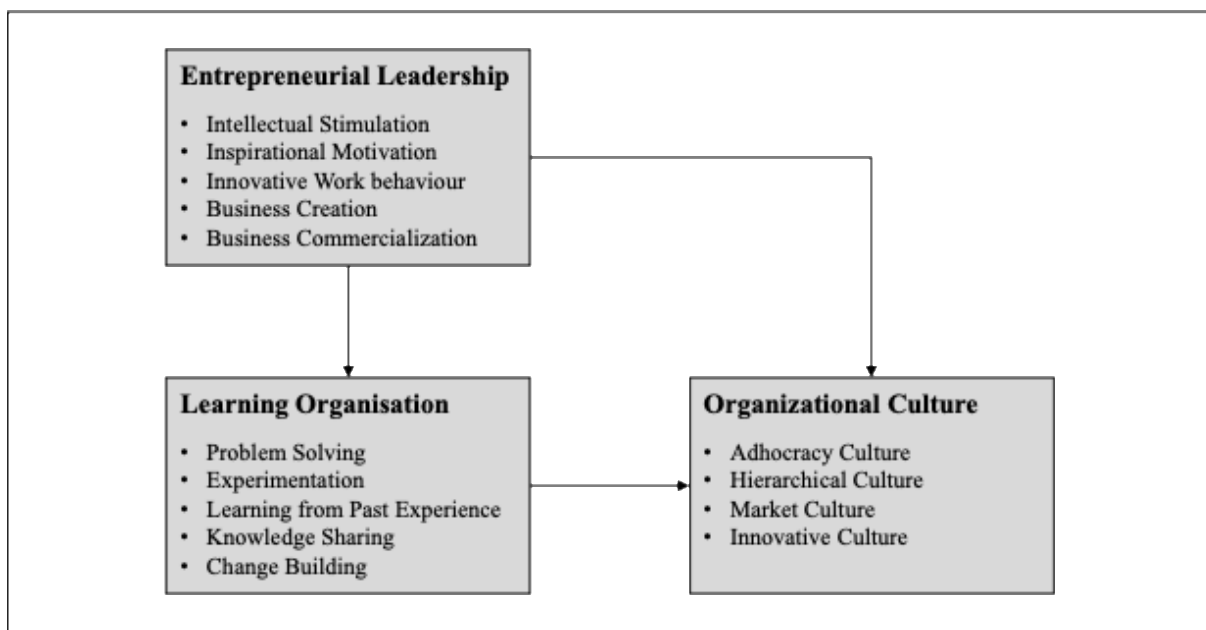 Entrepreneurial Leadership
• Intellectual Stimulation
• Inspirational Motivation
• Innovative Work behaviour
• Business Creation
• Business Commercialization
Learning Organisation
• Problem Solving
• Experimentation
• Learning from Past Experience
• Knowledge Sharing
• Change Building
Organizational Culture
• Adhocracy Culture
• Hierarchical Culture
• Market Culture
• Innovative Culture